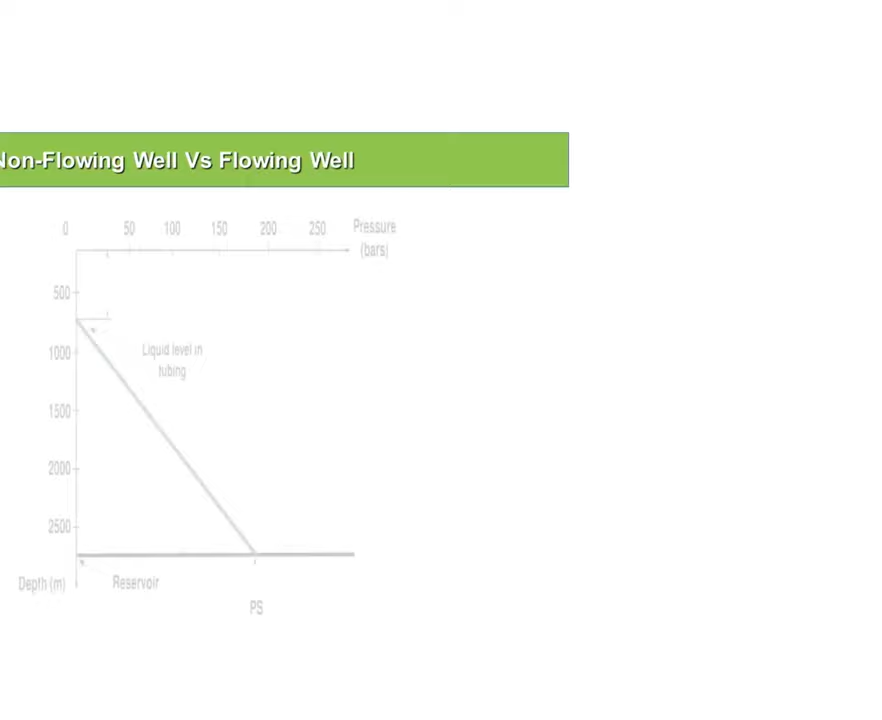 Non-Flowing Well Vs Flowing Well
0 50 100 150 200 250 Pressure
(bars)
500
Liquid level in
1000
tubing
1500
2000
2500
Depth (m) Reservoir
PS